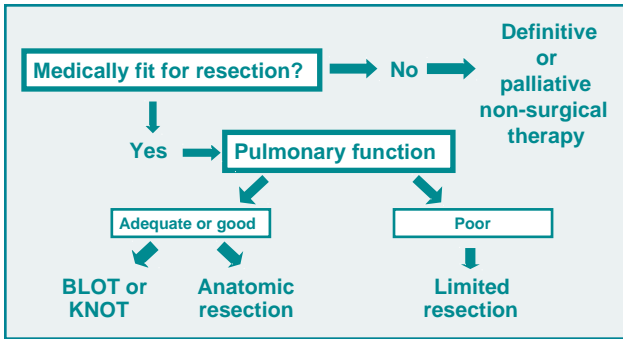 Medically fit for resection?
No
Definitive
or
palliative
non-surgical
therapy
Yes
Pulmonary function
Adequate or good
Poor
BLOT or
KNOT
Anatomic
resection
Limited
resection